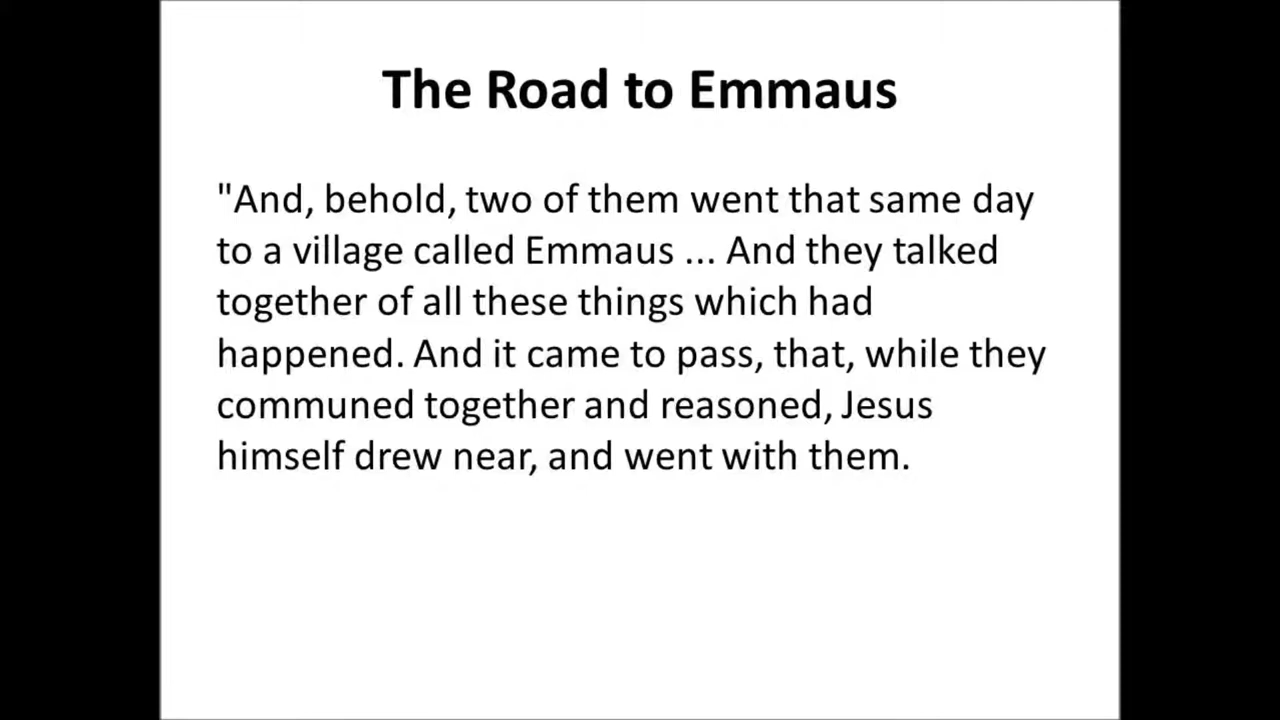 The Road to Emmaus
"And, behold, two of them went that same day
to a village called Emmaus ... And they talked
together of all these things which had
happened. And it came to pass, that, while they
communed together and reasoned, Jesus
himself drew near, and went with them.